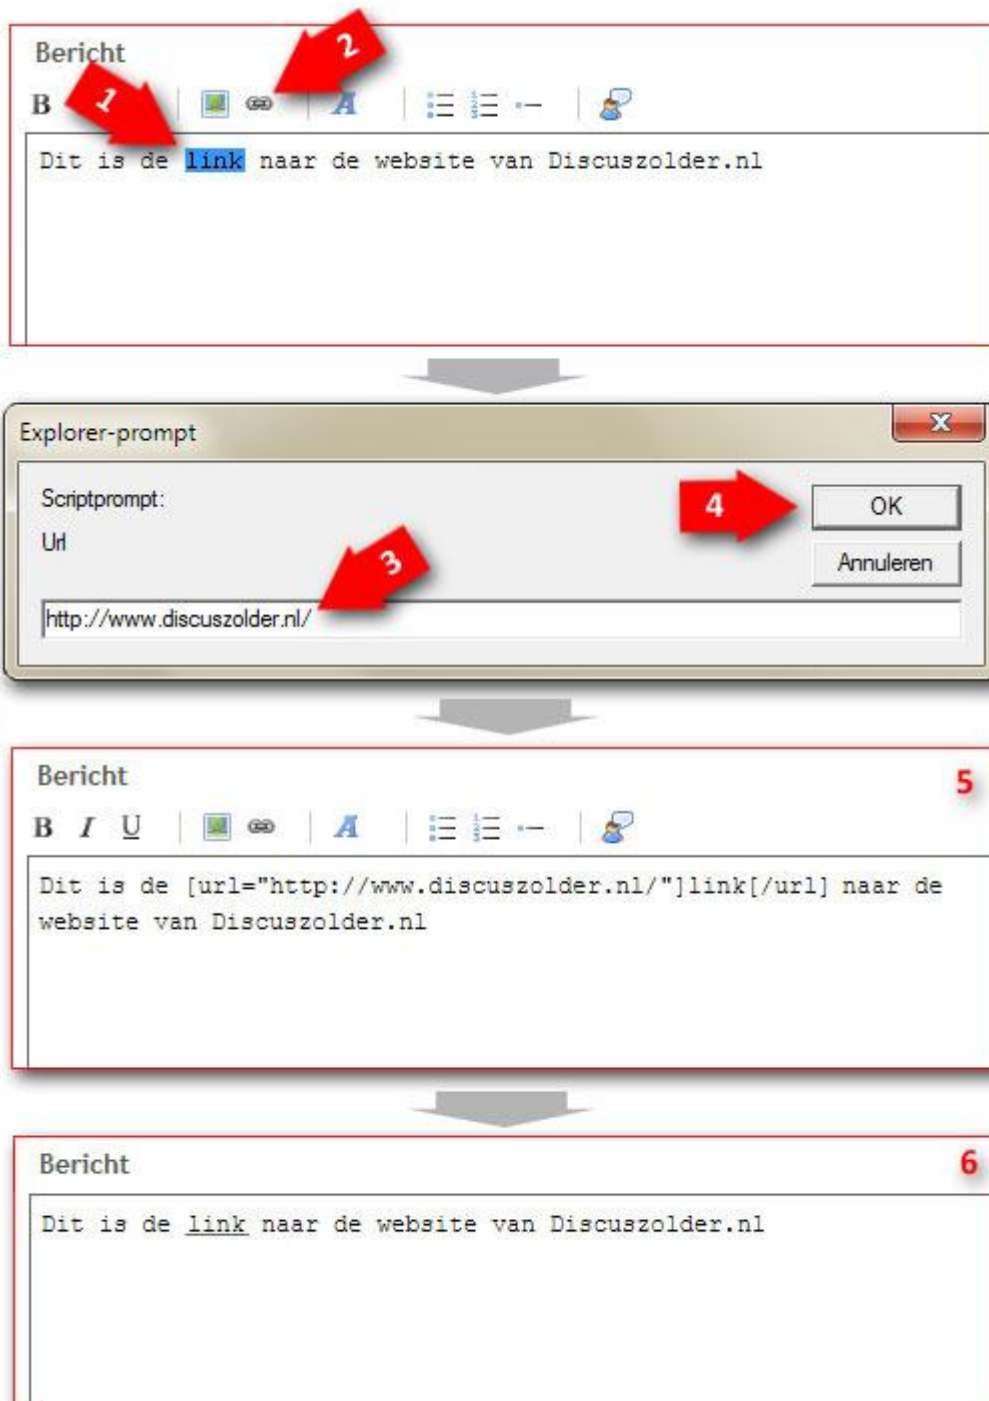 Bericht
2
1
B
A
Dit is de link naar de website van Discuszolder.nl
Explorer-prompt
X
Scriptprompt:
4
OK
Url
3
Annuleren
http://www.discuszolder.nl/
Bericht
5
B I U
A
Dit is de [url="http://www.discuszolder.nl/"]link[/url] naar de
website van Discuszolder.nl
Bericht
6
Dit is de link naar de website van Discuszolder.nl